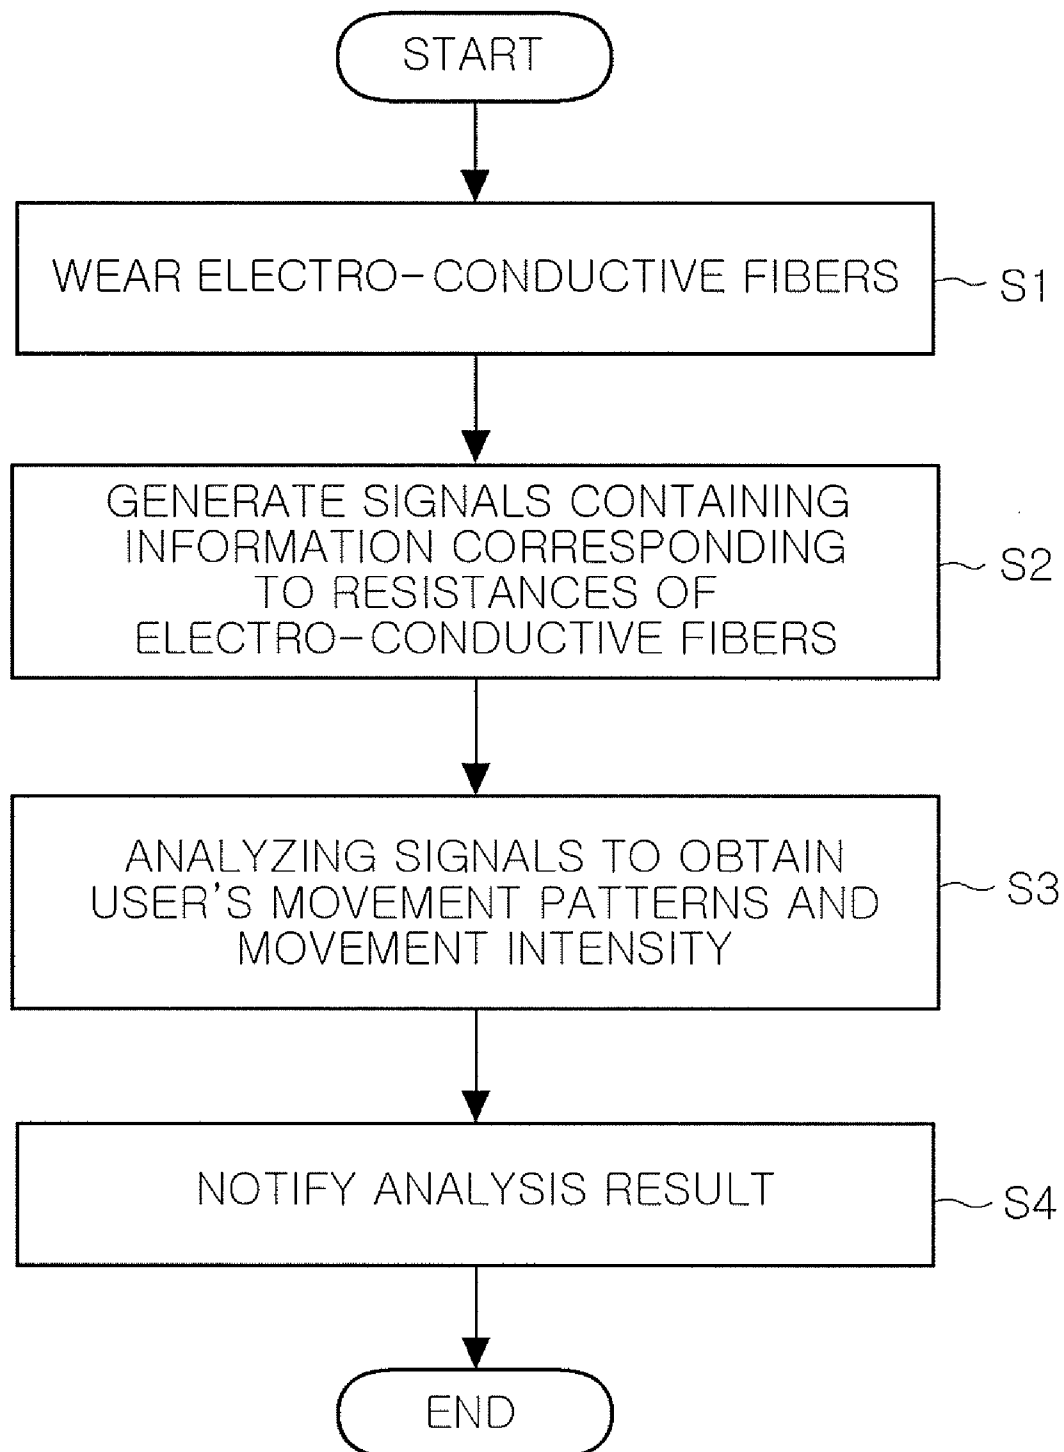 START
WEAR ELECTRO-CONDUCTIVE FIBERS
S1
GENERATE SIGNALS CONTAINING
INFORMATION CORRESPONDING
TO RESISTANCES OF
ELECTRO-CONDUCTIVE FIBERS
S2
ANALYZING SIGNALS TO OBTAIN
USER'S MOVEMENT PATTERNS AND
MOVEMENT INTENSITY
S3
NOTIFY ANALYSIS RESULT
S4
END